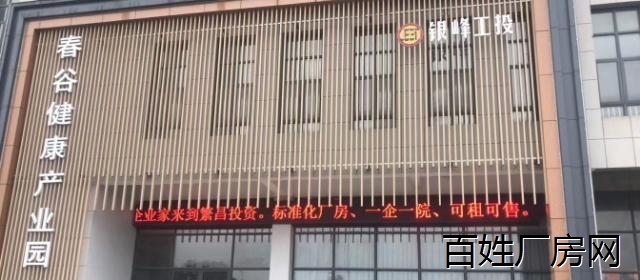 春谷健康产业园
银峰工投
企业家来到繁昌投资。标准化厂房、一企一院、可租可售。
百姓厂房网